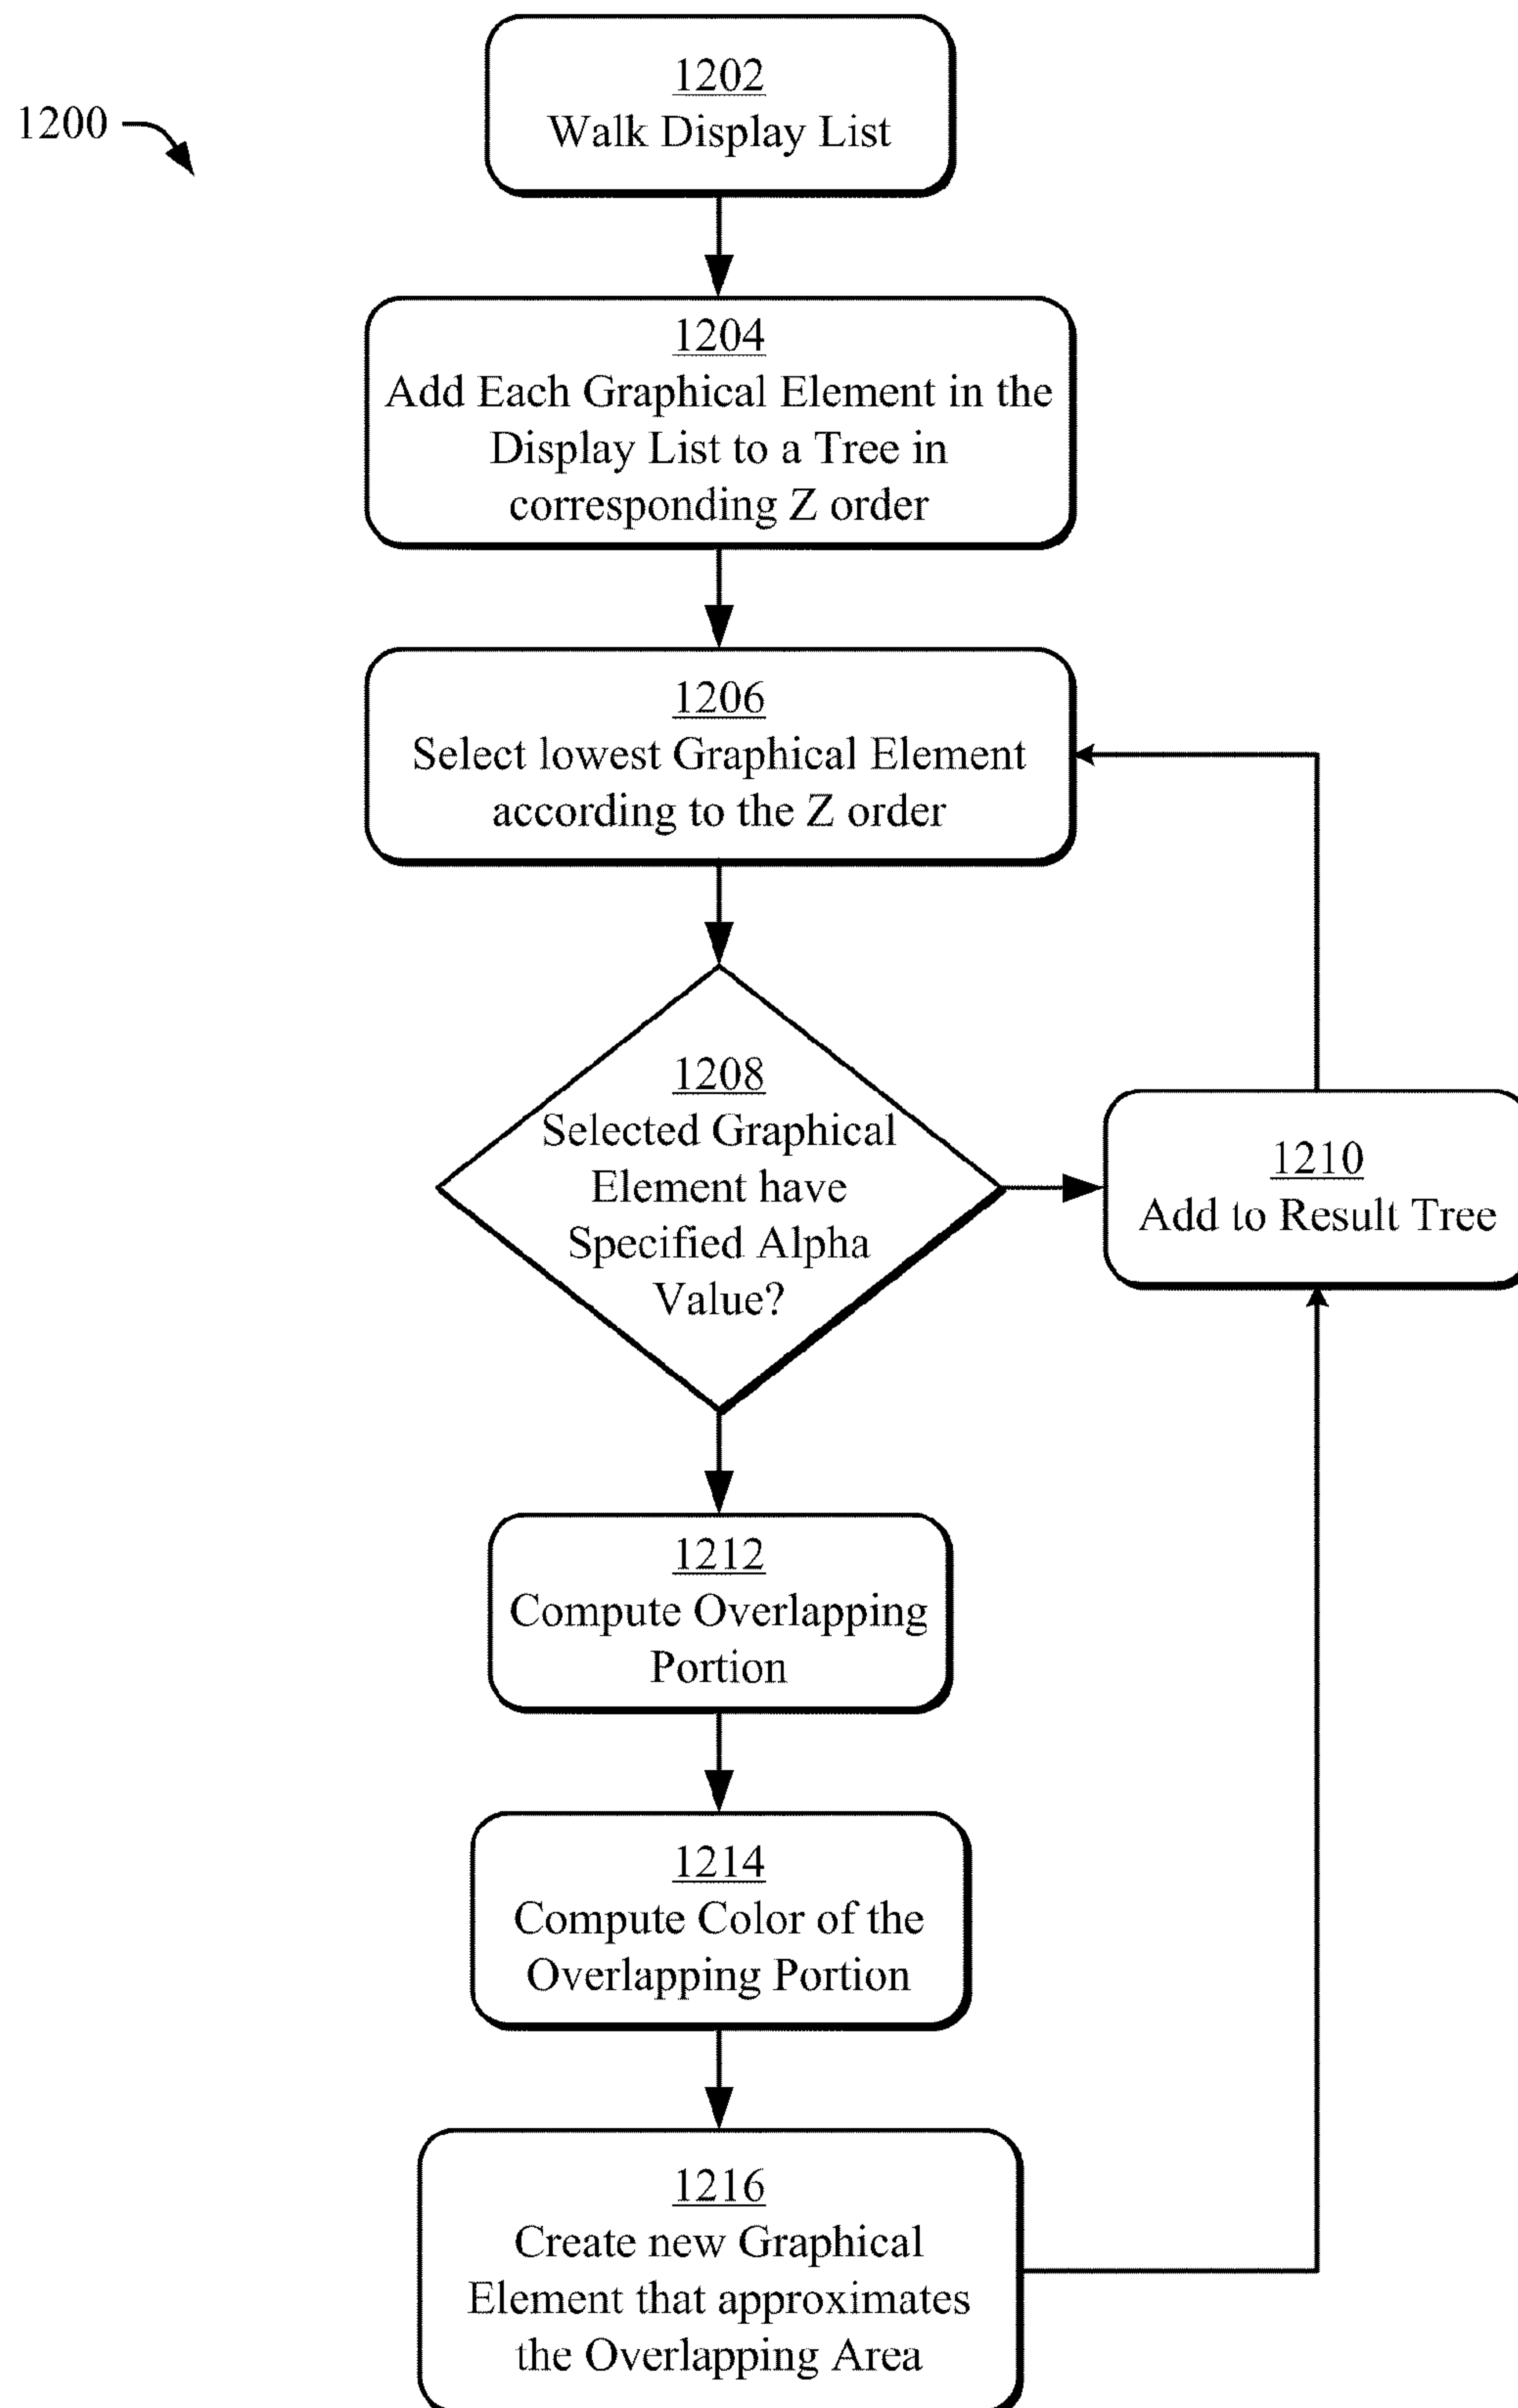 1200
1202
Walk Display List
1204
Add Each Graphical Element in the
Display List to a Tree in
corresponding Z order
1206
Select lowest Graphical Element
according to the Z order
1208
Selected Graphical
Element have
Specified Alpha
Value?
1210
Add to Result Tree
1212
Compute Overlapping
Portion
1214
Compute Color of the
Overlapping Portion
1216
Create new Graphical
Element that approximates
the Overlapping Area